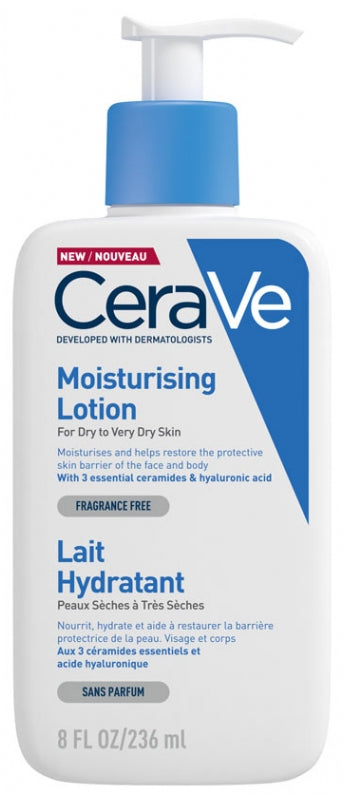 NEW / NOUVEAU
CeraVe
DEVELOPED WITH DERMATOLOGISTS
Moisturising
Lotion
For Dry to Very Dry Skin
Moisturises and helps restore the protective
skin barrier of the face and body
With 3 essential ceramides & hyaluronic acid
FRAGRANCE FREE
Lait
Hydratant
Peaux Sèches à Très Sèches
Nourrit, hydrate et aide à restaurer la barrière
protectrice de la peau. Visage et corps
Aux 3 céramides essentiels et
acide hyaluronique
SANS PARFUM
8 FL OZ/236 ml